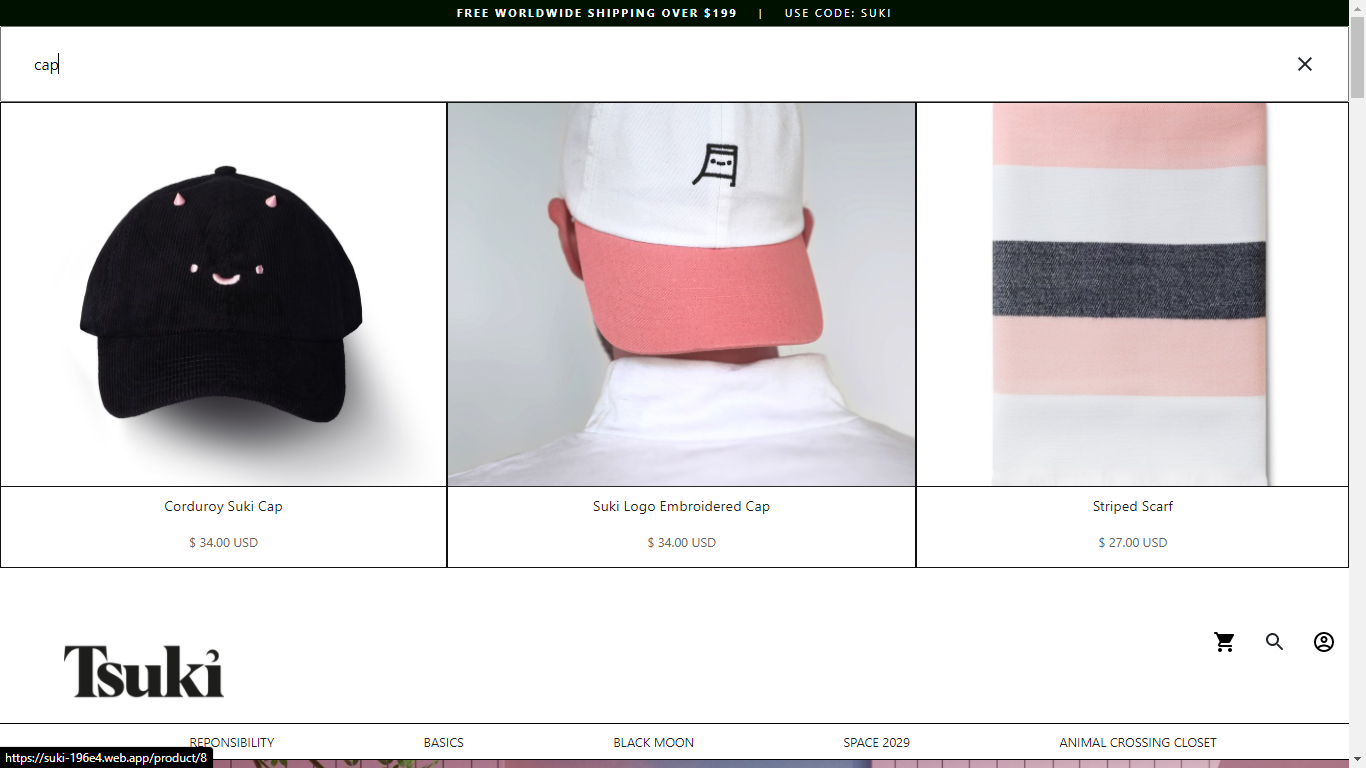 FREE WORLDWIDE SHIPPING OVER $199 | USE CODE: SUKI
cap
月
Corduroy Suki Cap
$ 34.00 USD
Suki Logo Embroidered Cap
$ 34.00 USD
Striped Scarf
$ 27.00 USD
Tsuki
REPONSIBILITY
BASICS
BLACK MOON
SPACE 2029
ANIMAL CROSSING CLOSET
https://suki-196e4.web.app/product/8